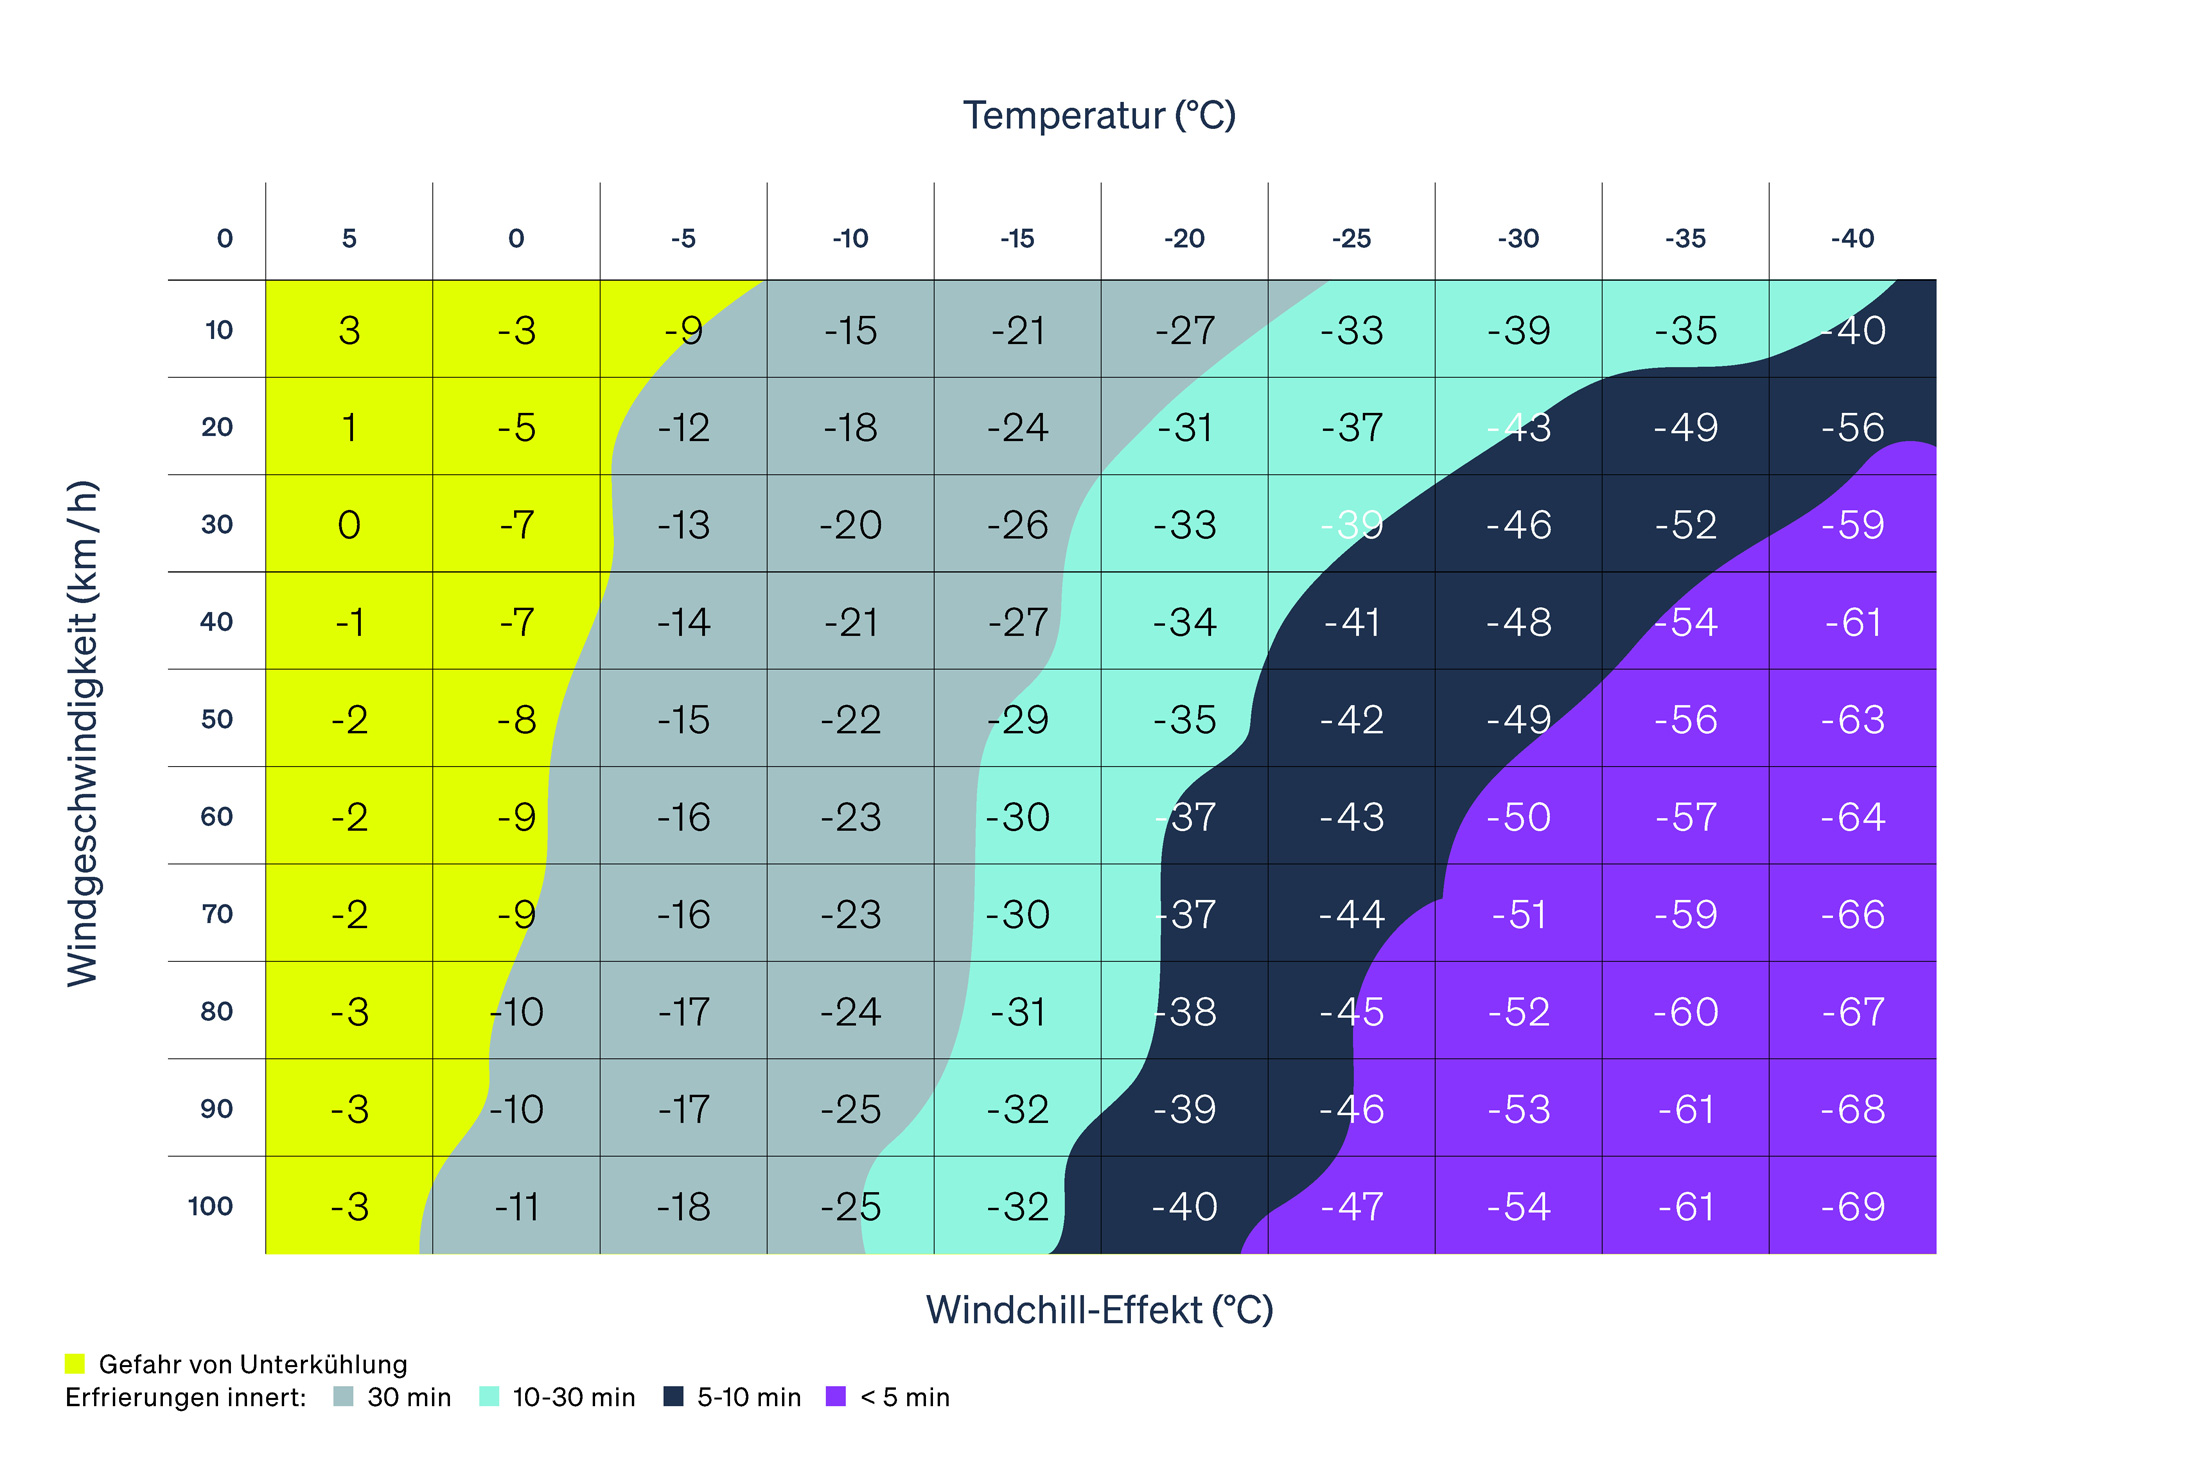 Temperatur (°C)
0 5 0 -5 -10 -15 -20 -25 -30 -35 -40
10 3 -3 -9 -15 -21 -27 -33 -39 -35 -40
20 1 -5 -12 -18 -24 -31 -37 -43 -49 -56
30 0 -7 -13 -20 -26 -33 -39 -46 -52 -59
40 -1 -7 -14 -21 -27 -34 -41 -48 -54 -61
50 -2 -8 -15 -22 -29 -35 -42 -49 -56 -63
60 -2 -9 -16 -23 -30 -37 -43 -50 -57 -64
70 -2 -9 -16 -23 -30 -37 -44 -51 -59 -66
80 -3 -10 -17 -24 -31 -38 -45 -52 -60 -67
90 -3 -10 -17 -25 -32 -39 -46 -53 -61 -68
100 -3 -11 -18 -25 -32 -40 -47 -54 -61 -69
Windgeschwindigkeit (km/h)
Windchill-Effekt (°C)
Gefahr von Unterkühlung
Erfrierungen innert: 30 min 10-30 min 5-10 min < 5 min